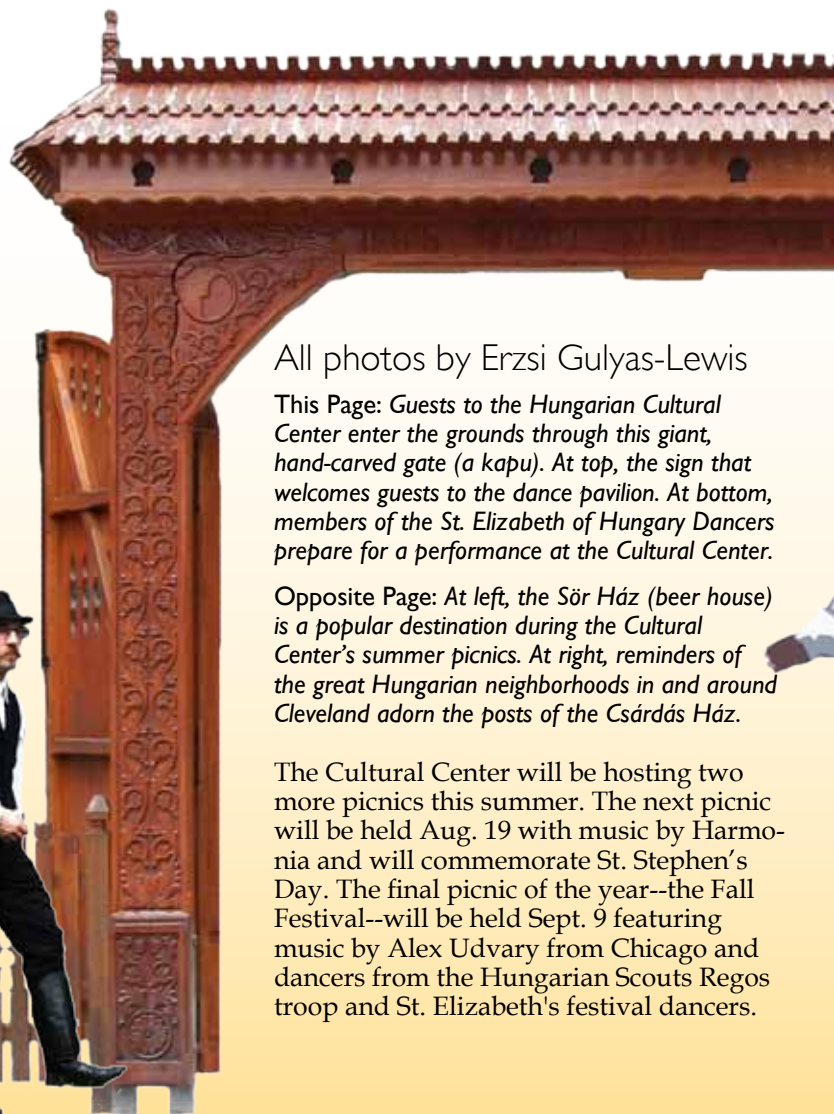 All photos by Erzsi Gulyas-Lewis
This Page: Guests to the Hungarian Cultural
Center enter the grounds through this giant,
hand-carved gate (a kapu). At top, the sign that
welcomes guests to the dance pavilion. At bottom,
members of the St. Elizabeth of Hungary Dancers
prepare for a performance at the Cultural Center.
Opposite Page: At left, the Sör Ház (beer house)
is a popular destination during the Cultural
Center's summer picnics. At right, reminders of
the great Hungarian neighborhoods in and around
Cleveland adorn the posts of the Csárdás Ház.
The Cultural Center will be hosting two
more picnics this summer. The next picnic
will be held Aug. 19 with music by Harmo-
nia and will commemorate St. Stephen's
Day. The final picnic of the year--the Fall
Festival--will be held Sept. 9 featuring
music by Alex Udvary from Chicago and
dancers from the Hungarian Scouts Regos
troop and St. Elizabeth's festival dancers.